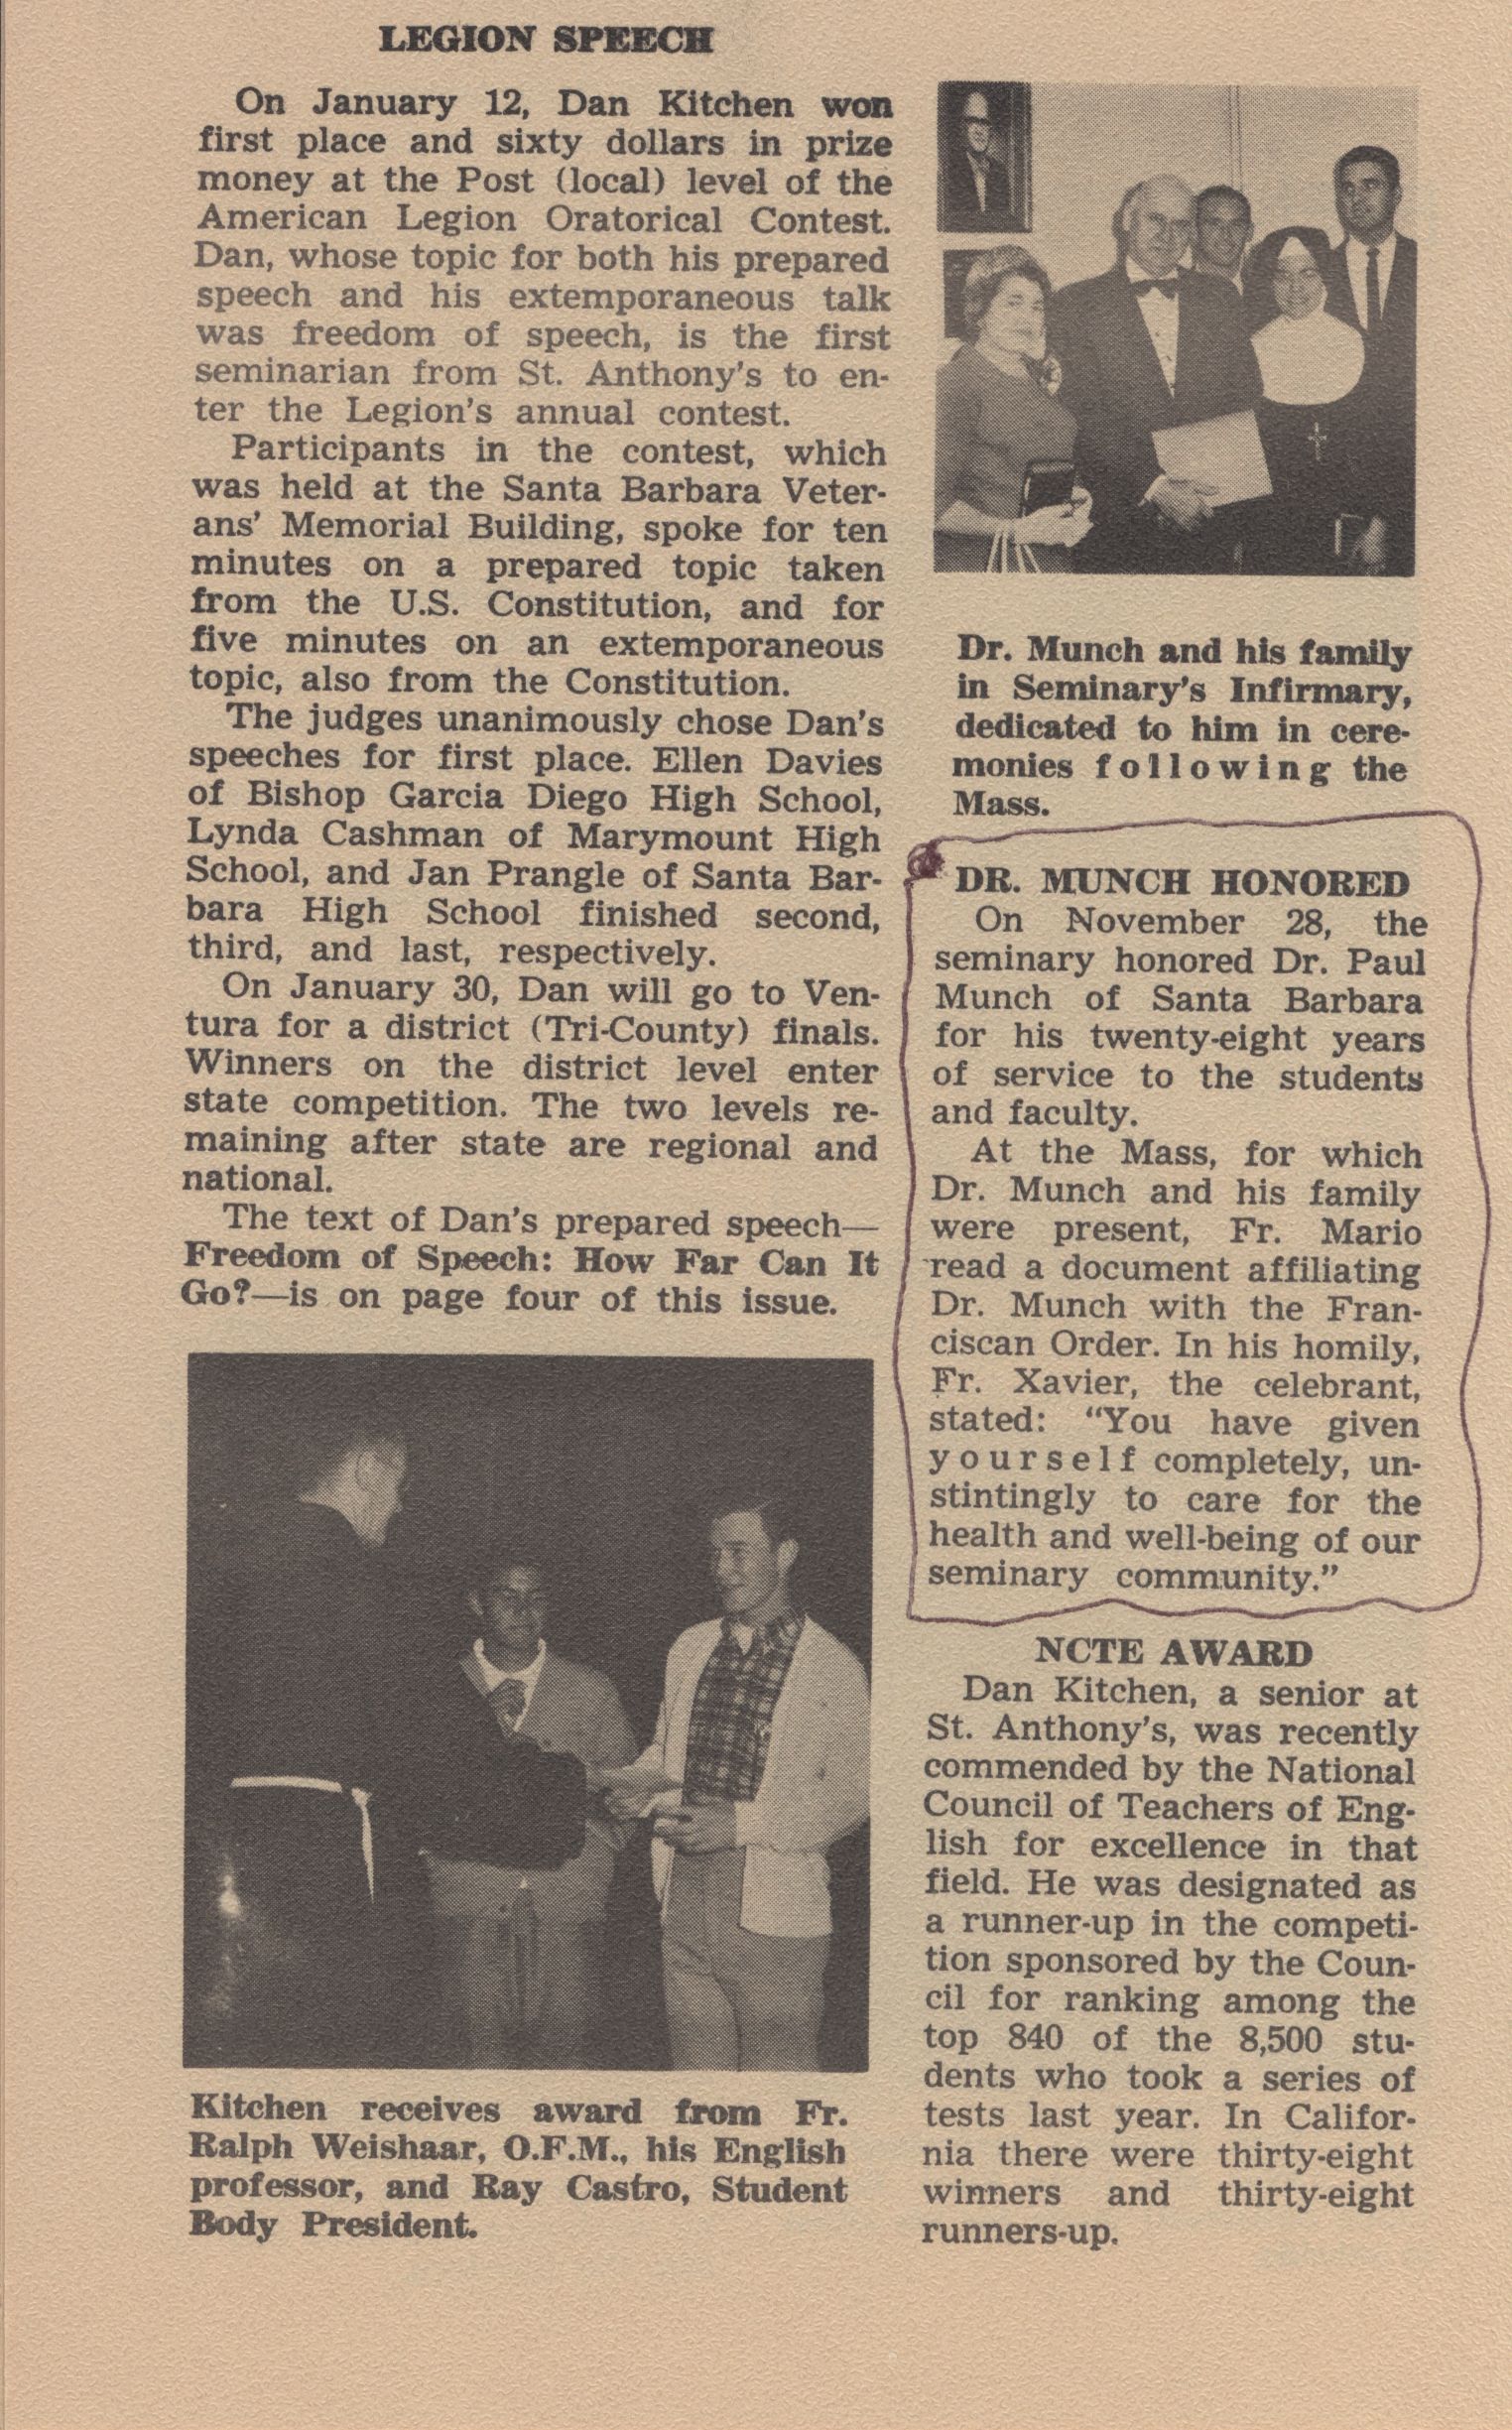 LEGION SPEECH
On January 12, Dan Kitchen won
first place and sixty dollars in prize
money at the Post (local) level of the
American Legion Oratorical Contest.
Dan, whose topic for both his prepared
speech and his extemporaneous talk
was freedom of speech, is the first
seminarian from St. Anthony's to en-
ter the Legion's annual contest.
Participants in the contest, which
was held at the Santa Barbara Veter-
ans' Memorial Building, spoke for ten
minutes on a prepared topic taken
from the U.S. Constitution, and for
five minutes on an extemporaneous
topic, also from the Constitution.
The judges unanimously chose Dan's
speeches for first place. Ellen Davies
of Bishop Garcia Diego High School,
Lynda Cashman of Marymount High
School, and Jan Prangle of Santa Bar-
bara High School finished second,
third, and last, respectively.
On January 30, Dan will go to Ven-
tura for a district (Tri-County) finals.
Winners on the district level enter
state competition. The two levels re-
maining after state are regional and
national.
The text of Dan's prepared speech—
Freedom of Speech: How Far Can It
Go?—is on page four of this issue.
Kitchen receives award from Fr.
Ralph Weishaar, O.F.M., his English
professor, and Ray Castro, Student
Body President.
Dr. Munch and his family
in Seminary's Infirmary,
dedicated to him in cere-
monies following the
Mass.
DR. MUNCH HONORED
On November 28, the
seminary honored Dr. Paul
Munch of Santa Barbara
for his twenty-eight years
of service to the students
and faculty.
At the Mass, for which
Dr. Munch and his family
were present, Fr. Mario
read a document affiliating
Dr. Munch with the Fran-
ciscan Order. In his homily,
Fr. Xavier, the celebrant,
stated: "You have given
yourself completely, un-
stintingly to care for the
health and well-being of our
seminary community."
NCTE AWARD
Dan Kitchen, a senior at
St. Anthony's, was recently
commended by the National
Council of Teachers of Eng-
lish for excellence in that
field. He was designated as
a runner-up in the competi-
tion sponsored by the Coun-
cil for ranking among the
top 840 of the 8,500 stu-
dents who took a series of
tests last year. In Califor-
nia there were thirty-eight
winners and thirty-eight
runners-up.